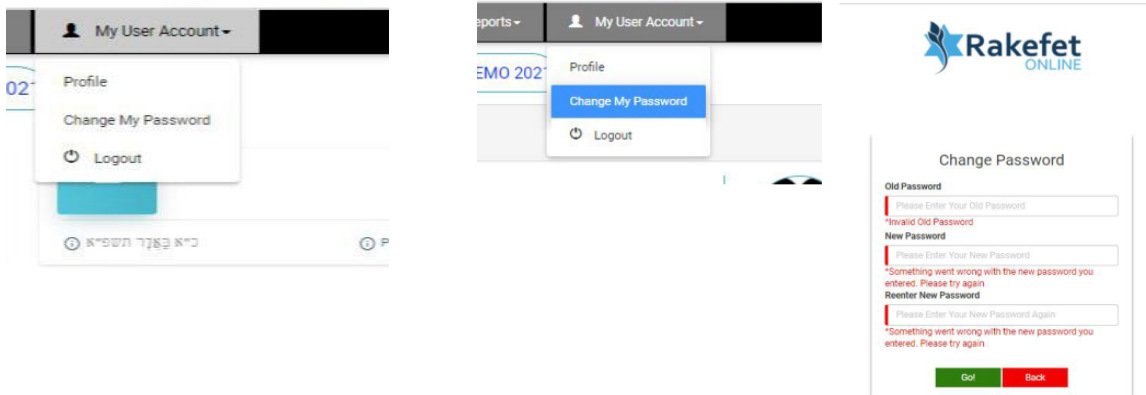 My User Account
021
Profile
Change My Password
Logout
כ״א בַּאֲדָר תשפ״א
P
eports
My User Account
EMO 2021
Profile
Change My Password
Logout
Rakefet
ONLINE
Change Password
Old Password
Please Enter Your Old Password
*Invalid Old Password
New Password
Please Enter Your New Password
*Something went wrong with the new password you
entered. Please try again
Reenter New Password
Please Enter Your New Password Again
*Something went wrong with the new password you
entered. Please try again
Go!
Back